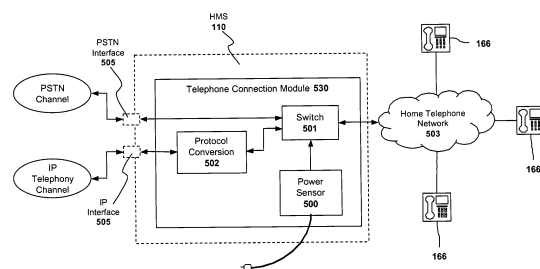 HMS
110
PSTN
Interface
505
166
PSTN
Channel
Telephone Connection Module 530
Switch
501
Home Telephone
Network
503
Protocol
Conversion
502
166
IP
Telephony
Channel
IP
Interface
505
Power
Sensor
500
166